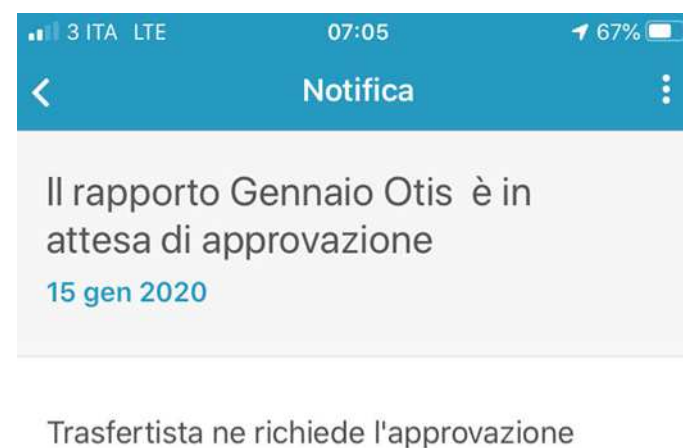 3 ITA LTE 07:05 67%
Notifica
Il rapporto Gennaio Otis è in
attesa di approvazione
15 gen 2020
Trasfertista ne richiede l'approvazione